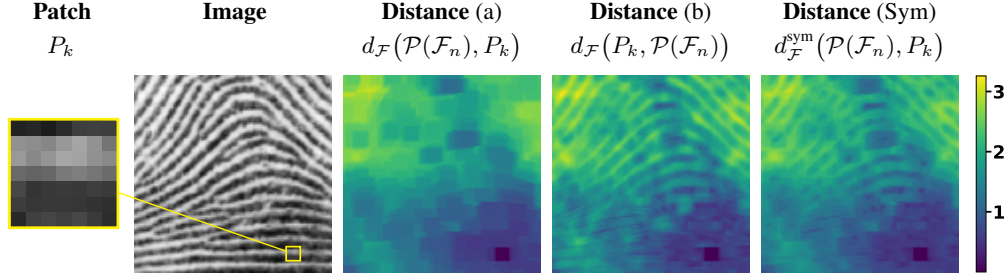 Patch Image Distance (a) Distance (b) Distance (Sym)
P_k d_ℱ(𝒫(ℱ_n), P_k) d_ℱ(P_k, 𝒫(ℱ_n)) d_ℱ^sym(𝒫(ℱ_n), P_k)
3
2
1